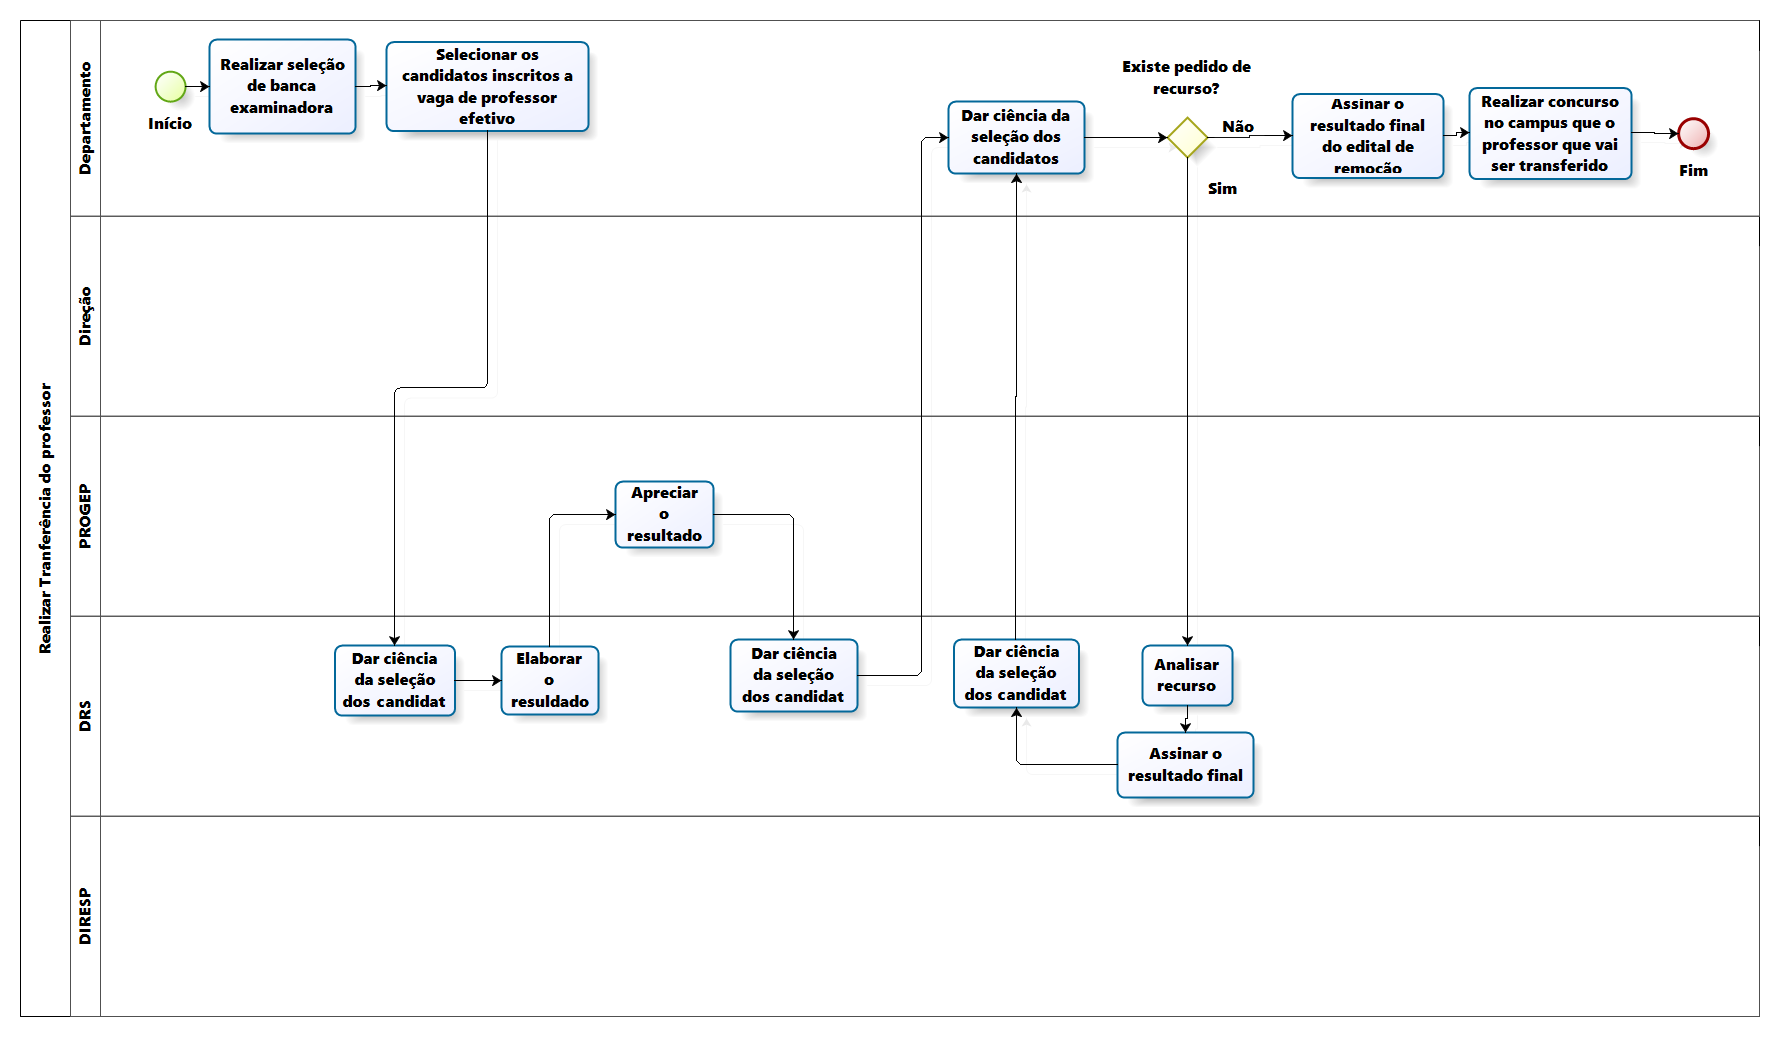 Realizar Tranferência do professor
Departamento
Início
Realizar seleção
de banca
examinadora
Selecionar os
candidatos inscritos a
vaga de professor
efetivo
Dar ciência da
seleção dos
candidatos
Existe pedido de
recurso?
Não
Sim
Assinar o
resultado final
do edital de
remoção
Realizar concurso
no campus que o
professor que vai
ser transferido
Fim
Direção
PROGEP
Apreciar
o
resultado
DRS
Dar ciência
da seleção
dos candidat
Elaborar
o
resuldado
Dar ciência
da seleção
dos candidat
Dar ciência
da seleção
dos candidat
Analisar
recurso
Assinar o
resultado final
DIRESP